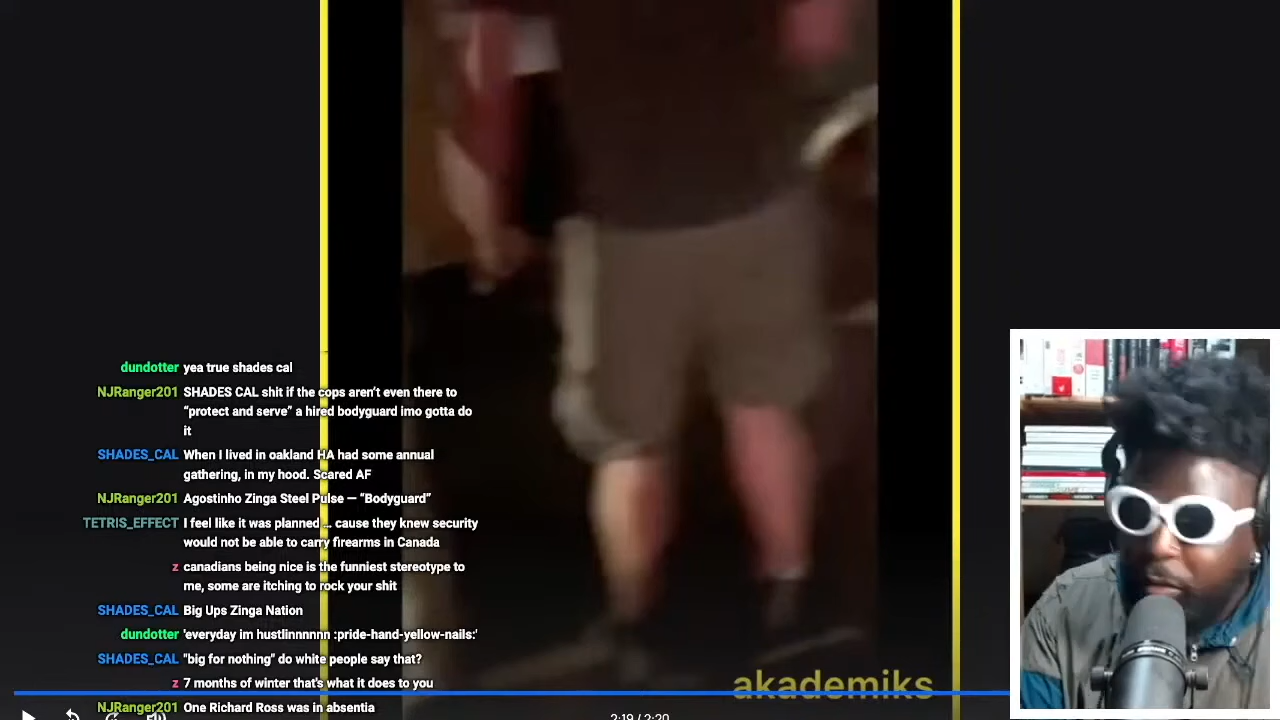 dundotter yea true shades cal
NJRanger201 SHADES CAL shit if the cops aren't even there to
“protect and serve” a hired bodyguard imo gotta do
it
SHADES_CAL When I lived in oakland HA had some annual
gathering, in my hood. Scared AF
NJRanger201 Agostinho Zinga Steel Pulse — “Bodyguard”
TETRIS_EFFECT I feel like it was planned ... cause they knew security
would not be able to carry firearms in Canada
z canadians being nice is the funniest stereotype to
me, some are itching to rock your shit
SHADES_CAL Big Ups Zinga Nation
dundotter 'everyday im hustlinnnnnn :pride-hand-yellow-nails:'
SHADES_CAL "big for nothing" do white people say that?
z 7 months of winter that's what it does to you
NJRanger201 One Richard Ross was in absentia
akademiks
2:19 / 2:20